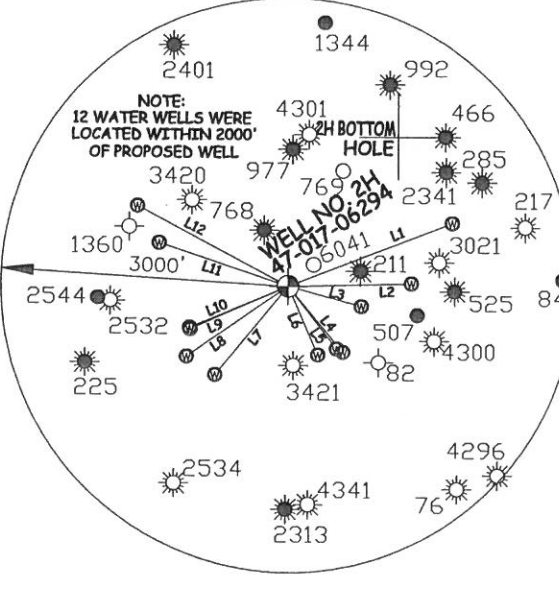 1344
2401
992
NOTE:
12 WATER WELLS WERE
LOCATED WITHIN 2000'
OF PROPOSED WELL
4301
466
2H BOTTOM
HOLE
977
285
3420
769
2341
217
768
WELL NO. 2H
47-017-06294
L12
L1
1360
3021
6041
3000'
L11
211
2544
L2
L3
525
84
2532
L10
L9
L8
L7
L6
L5
L4
507
4300
225
3421
82
2534
4296
4341
76
2313
W
W
W
W
W
W
W
W
W
W
W
W